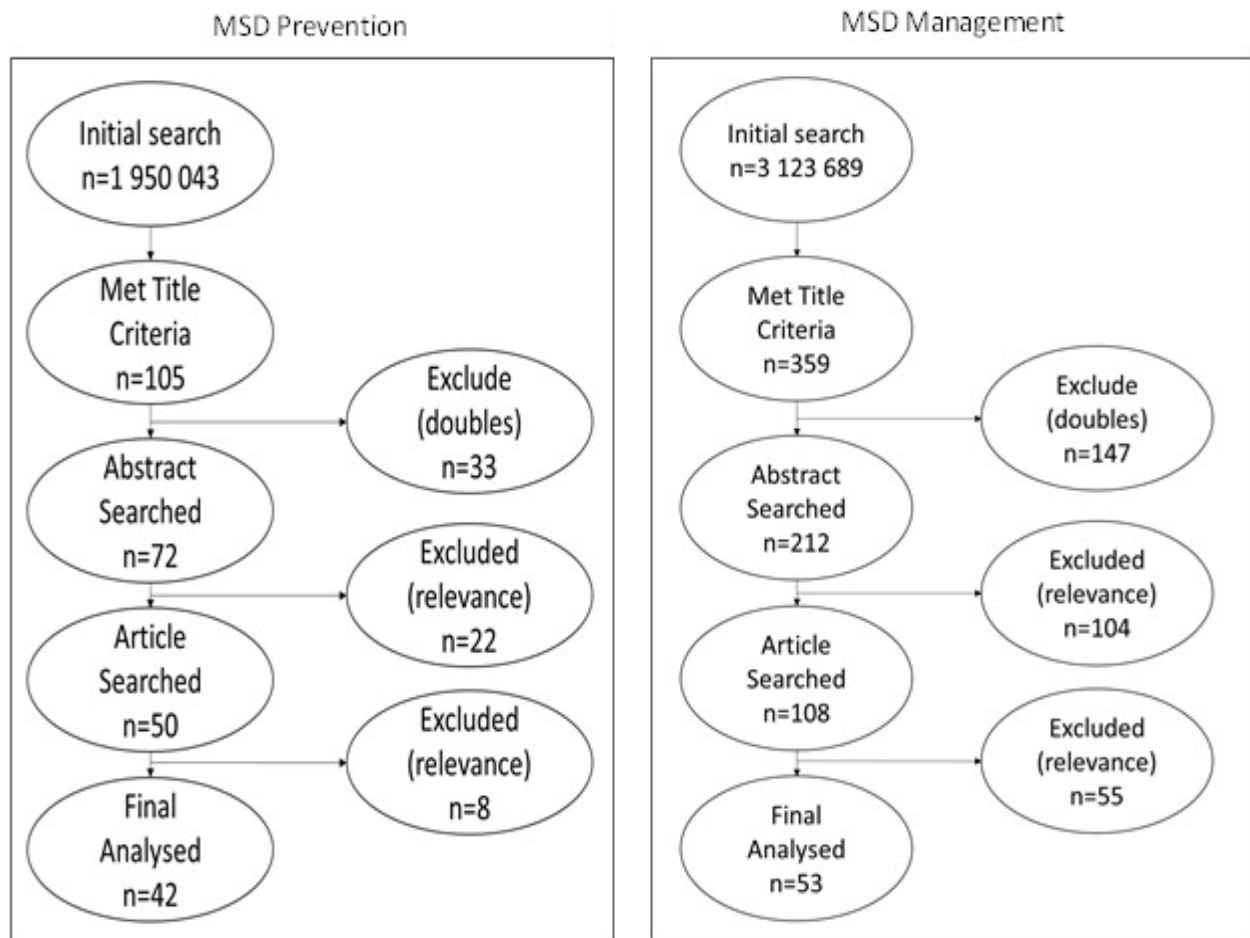 MSD Prevention
Initial search
n=1 950 043
Met Title
Criteria
n=105
Exclude
(doubles)
n=33
Abstract
Searched
n=72
Excluded
(relevance)
n=22
Article
Searched
n=50
Excluded
(relevance)
n=8
Final
Analysed
n=42
MSD Management
Initial search
n=3 123 689
Met Title
Criteria
n=359
Exclude
(doubles)
n=147
Abstract
Searched
n=212
Excluded
(relevance)
n=104
Article
Searched
n=108
Excluded
(relevance)
n=55
Final
Analysed
n=53